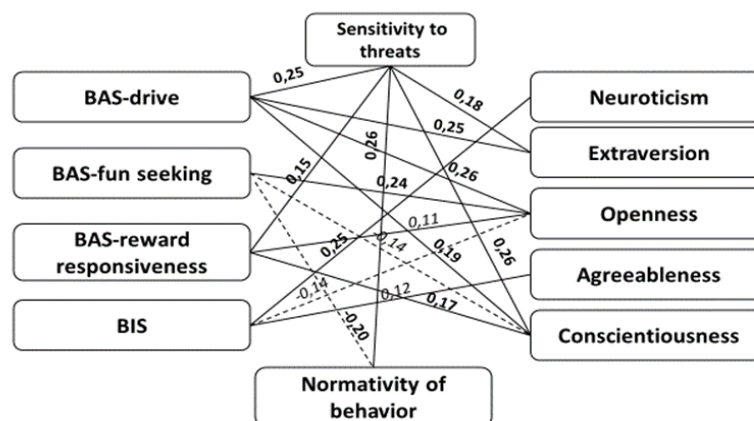 Sensitivity to
threats
BAS-drive
BAS-fun seeking
BAS-reward
responsiveness
BIS
Neuroticism
Extraversion
Openness
Agreeableness
Conscientiousness
Normativity of
behavior
0,25
0,18
0,25
0,26
0,26
0,15
0,24
0,11
0,14
0,25
0,19
0,26
-0,14
0,12
0,17
-0,20